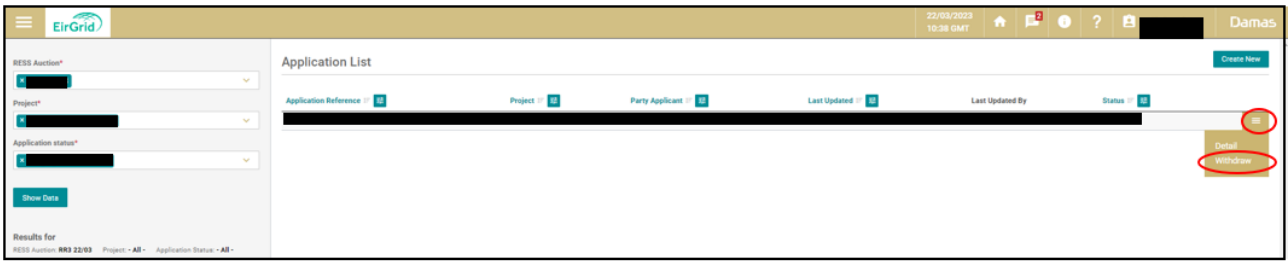 EirGrid
22/03/2023
10:38 GMT
2
?
Damas
RESS Auction*
Project*
Application status*
Show Data
Results for
RESS Auction: RR3 22/03 Project: - All - Application Status: - All -
Application List
Create New
Application Reference Project Party Applicant Last Updated Last Updated By Status
Detail
Withdraw